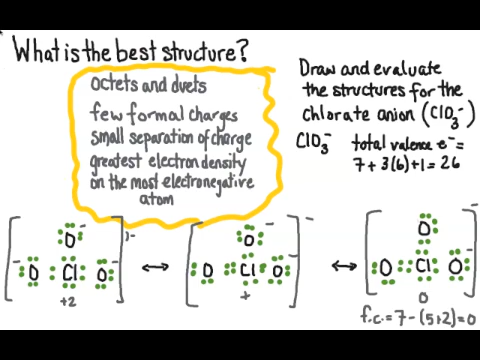 What is the best structure?
octets and duets
few formal charges
small separation of charge
greatest electron density
on the most electronegative
atom
Draw and evaluate
the structures for the
chlorate anion (ClO₃⁻)
ClO₃⁻ total valence e⁻ =
7 + 3(6) + 1 = 26
O⁻
⁻O Cl O⁻
+2
⁻
↔
O⁻
O Cl O⁻
+
⁻
↔
O
O Cl O⁻
0
⁻
f.c. = 7 - (5+2) = 0